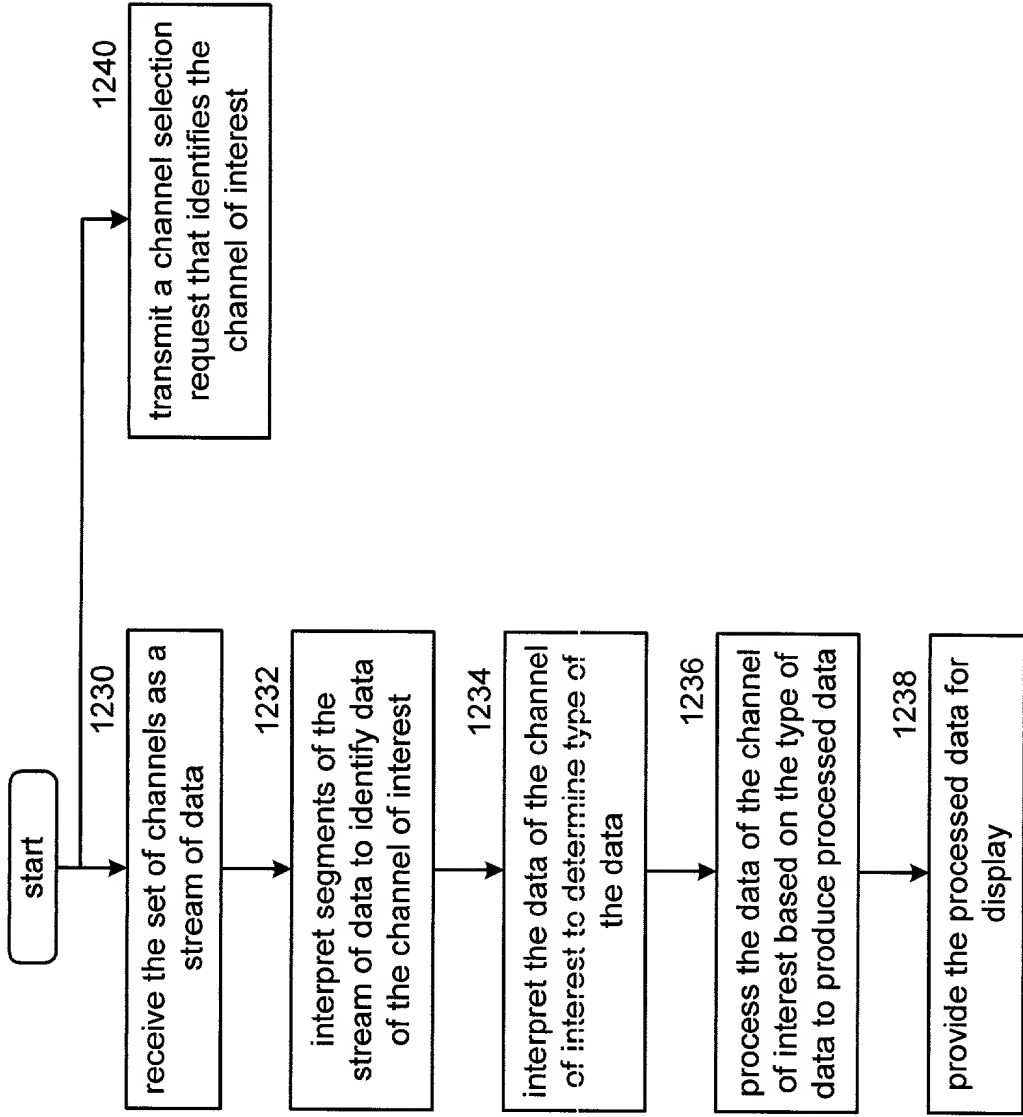 start
1230
receive the set of channels as a
stream of data
1232
interpret segments of the
stream of data to identify data
of the channel of interest
1234
interpret the data of the channel
of interest to determine type of
the data
1236
process the data of the channel
of interest based on the type of
data to produce processed data
1238
provide the processed data for
display
1240
transmit a channel selection
request that identifies the
channel of interest